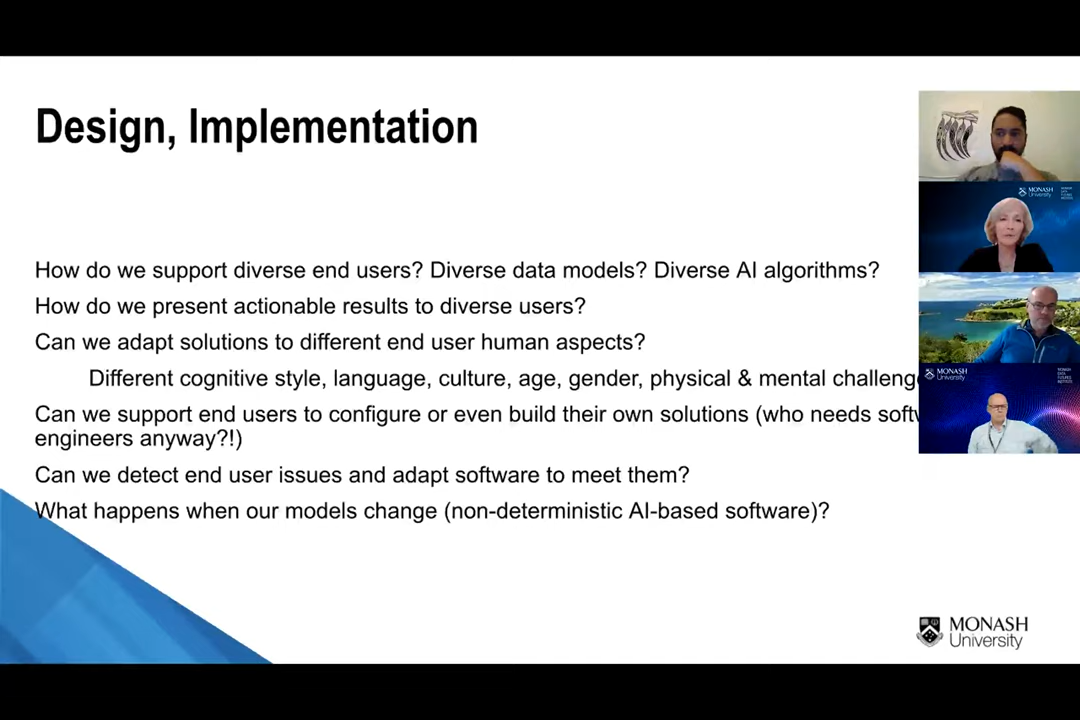 Design, Implementation
How do we support diverse end users? Diverse data models? Diverse AI algorithms?
How do we present actionable results to diverse users?
Can we adapt solutions to different end user human aspects?
Different cognitive style, language, culture, age, gender, physical & mental
Can we support end users to configure or even build their own solutions (who needs
engineers anyway?!)
Can we detect end user issues and adapt software to meet them?
What happens when our models change (non-deterministic AI-based software)?
MONASH
University
MONASH
University
MONASH
University